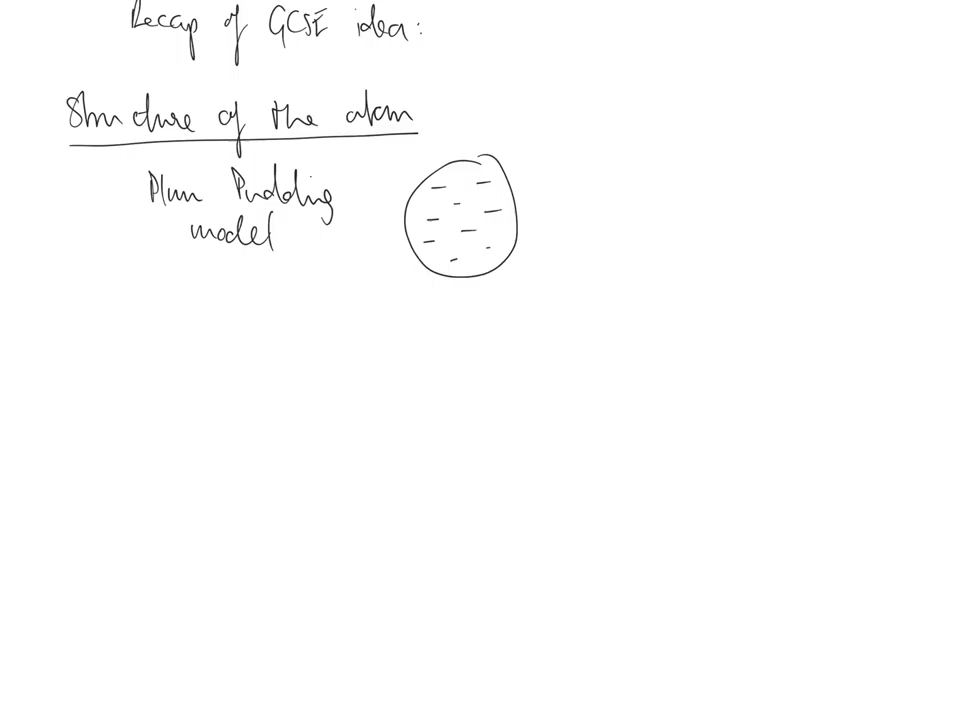 Recap of GCSE idea:
Structure of the atom
Plum Pudding
model